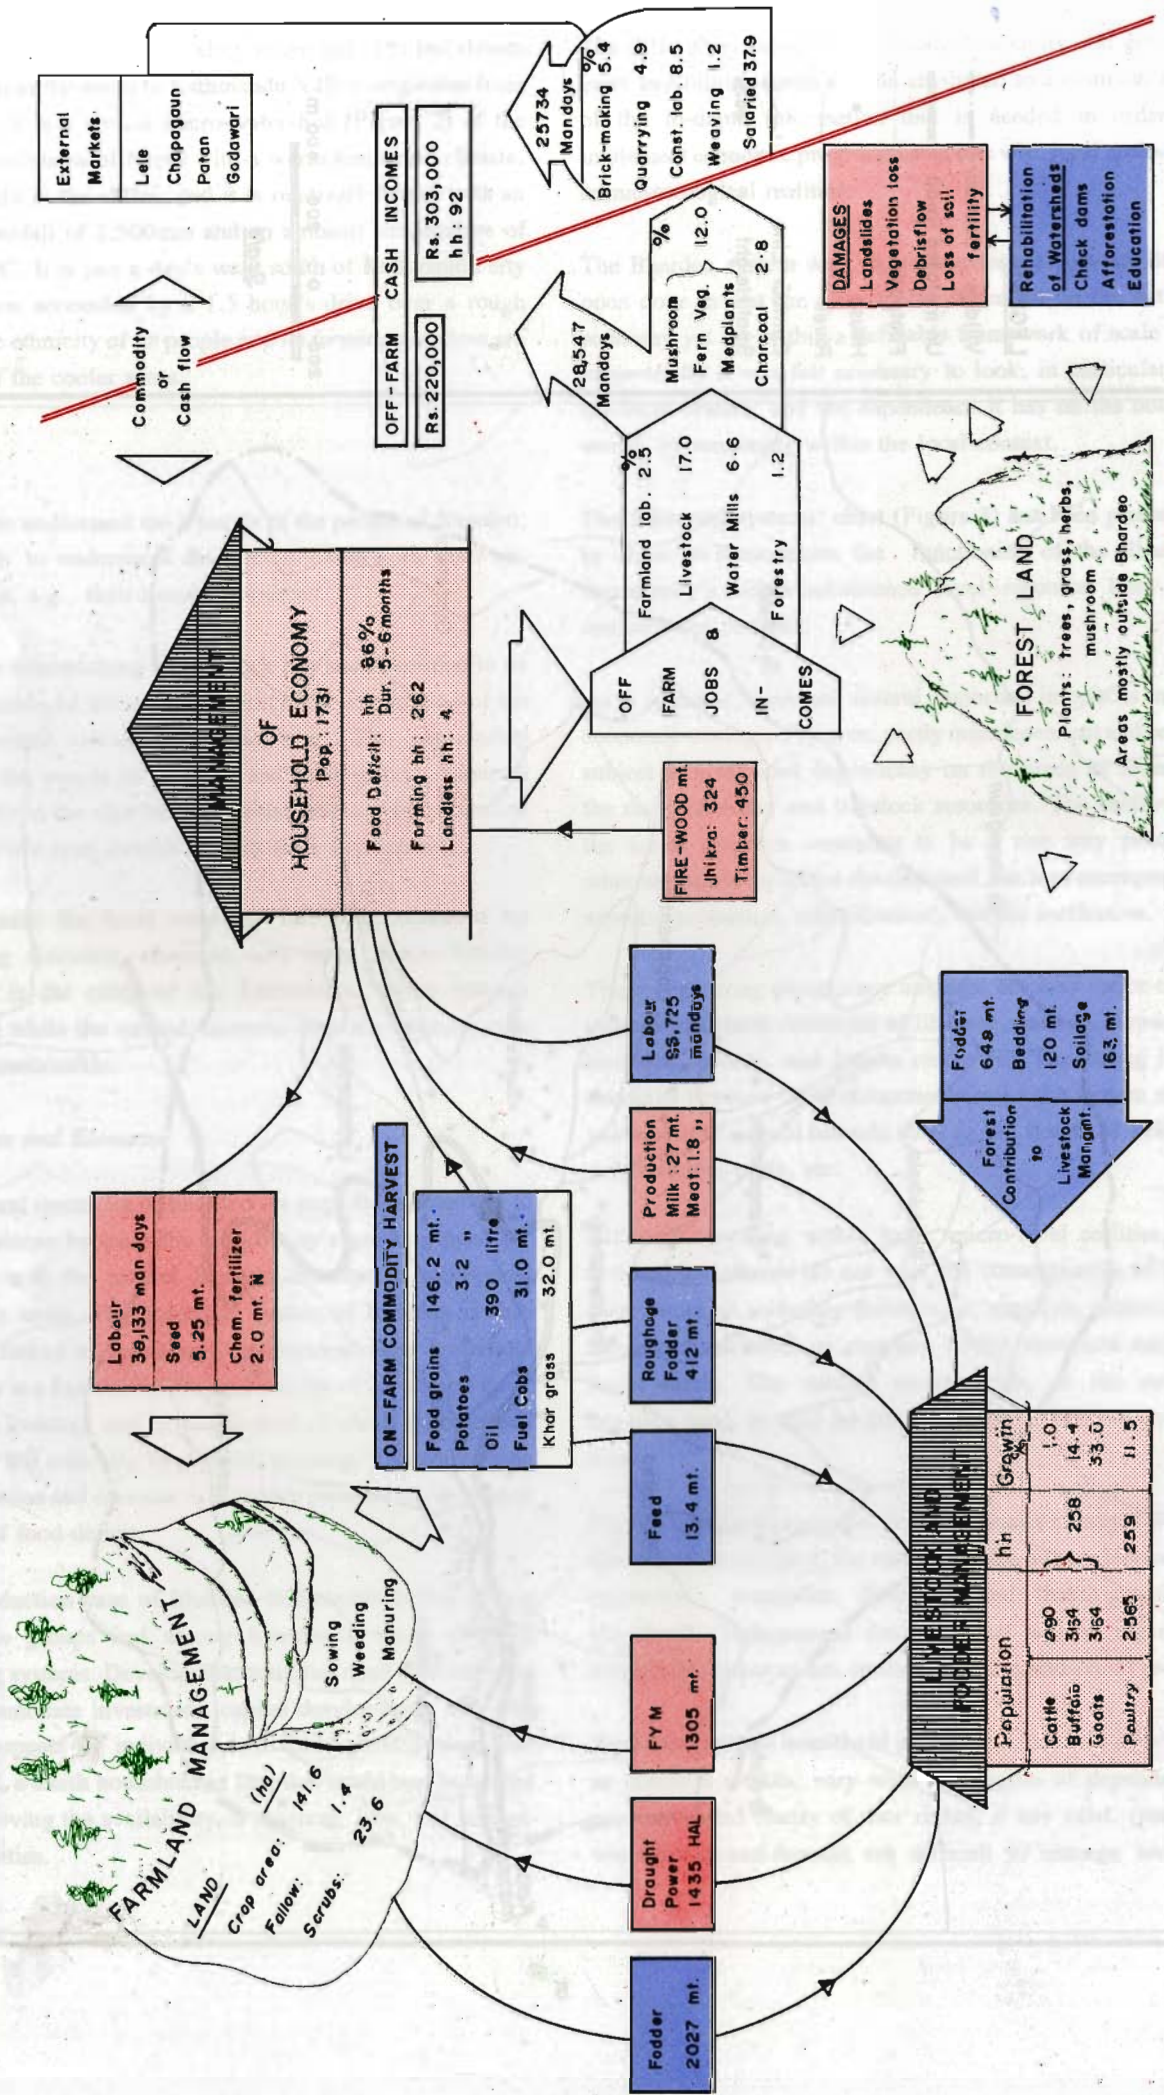 FARMLAND MANAGEMENT
LAND (ha)
Crop area: 141.6
Fallow: 1.4
Scrubs: 23.6
Sowing
Weeding
Manuring
Labour
38,133 man days
Seed
5.25 mt.
Chem. fertilizer
2.0 mt. N
ON-FARM COMMODITY HARVEST
Food grains 146.2 mt.
Potatoes 3.2 "
Oil 390 litre
Fuel Cobs 31.0 mt.
Khar grass 32.0 mt.
MANAGEMENT
OF
HOUSEHOLD ECONOMY
Pop.: 1731
Food Deficit: hh 86%
Dur. 5-6 months
Farming hh: 262
Landless hh: 4
Commodity
or
Cash flow
External
Markets:
Lele
Chapagaun
Patan
Godawari
OFF-FARM CASH INCOMES
Rs. 220,000
Rs. 303,000
hh: 92
Fodder
2027 mt.
Draught
Power
1435 HAL
FYM
1305 mt.
Feed
13.4 mt.
Roughage
Fodder
412 mt.
Production
Milk: 27 mt.
Meat: 1.8 "
Labour
55,725
mandays
FIRE-WOOD mt.
Jhikra: 324
Timber: 450
OFF
FARM
JOBS
&
IN-
COMES
%
Farmland lab. 2.5
Livestock 17.0
Water Mills 6.6
Forestry 1.2
28,547
Mandays
%
Mushroom
Fern Veg. } 12.0
Medplants
Charcoal 2.8
25734
Mandays %
Brick-making 5.4
Qurrying 4.9
Const. lab. 8.5
Weaving 1.2
Salaried 37.9
LIVESTOCK AND
FODDER MANAGEMENT
Population hh Growth %
Cattle 290 1.0
Buffalo 3164 } 258 14.4
Goats 3164 33.0
Poultry 2565 259 11.5
Forest
Contribution
to
Livestock
Manigmt.
Fodder
649 mt.
Bedding
120 mt.
Soilage
163 mt.
FOREST LAND
Plants: trees, grass, herbs,
mushroom
Areas mostly outside Bhardeo
DAMAGES
Landslides
Vegetation loss
Debrisflow
Loss of soil
fertility
Rehabilitation
of Watersheds
Check dams
Afforestation
Education